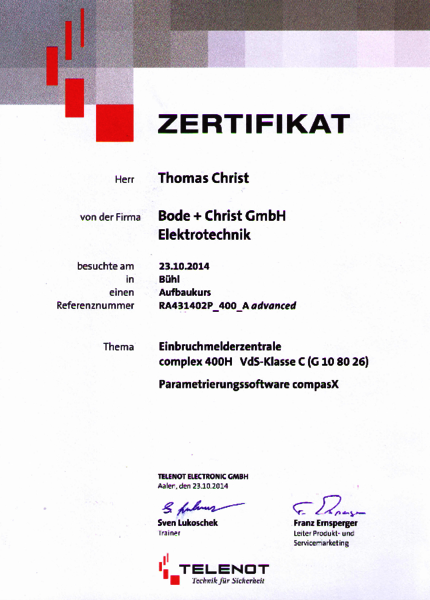 ZERTIFIKAT
Herr Thomas Christ
von der Firma Bode + Christ GmbH
Elektrotechnik
besuchte am 23.10.2014
in Bühl
einen Aufbaukurs
Referenznummer RA431402P_400_A advanced
Thema Einbruchmelderzentrale
complex 400H VdS-Klasse C (G 10 80 26)
Parametrierungssoftware compasX
TELENOT ELECTRONIC GMBH
Aalen, den 23.10.2014
Sven Lukoschek Franz Ernsperger
Trainer Leiter Produkt- und
Servicemarketing
TELENOT
Technik für Sicherheit